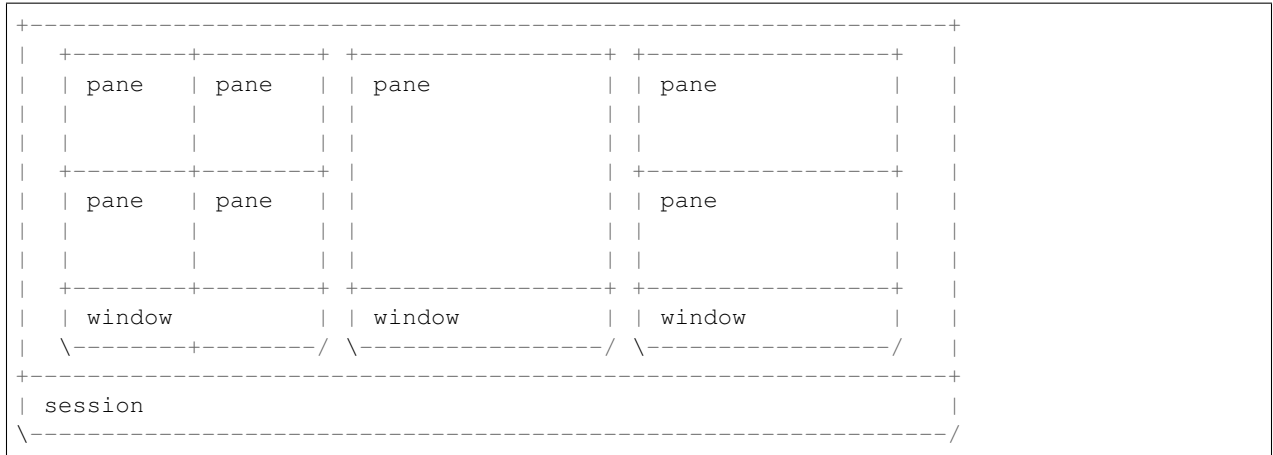 +----------------------------------------------------------------+
|  +--------+--------+ +-----------------+ +-----------------+   |
|  | pane   | pane   | | pane            | | pane            |   |
|  |        |        | |                 | |                 |   |
|  |        |        | |                 | |                 |   |
|  +--------+--------+ |                 | +-----------------+   |
|  | pane   | pane   | |                 | | pane            |   |
|  |        |        | |                 | |                 |   |
|  |        |        | |                 | |                 |   |
|  +--------+--------+ +-----------------+ +-----------------+   |
|  | window          | | window          | | window          |   |
|  \--------+--------/ \-----------------/ \-----------------/   |
+----------------------------------------------------------------+
| session                                                        |
\----------------------------------------------------------------/